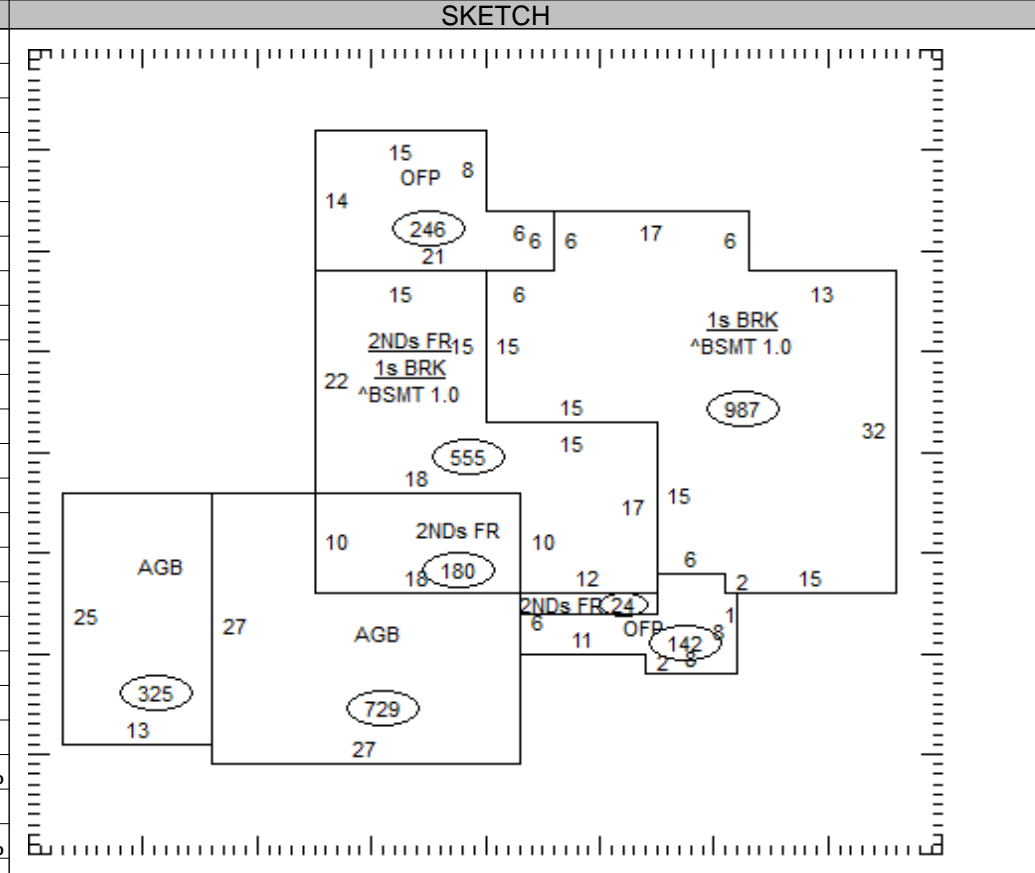 SKETCH
15
OFP 8
14
246
6 6 6 17 6
21
15 6 13
2NDs FR 15 15 1s BRK
1s BRK ^BSMT 1.0
22 ^BSMT 1.0
15 987
15 32
555
18
15
17
10 2NDs FR 10
AGB 6
18 180 12 2 15
2NDs FR 24
25 27 6 OFP 1
AGB 11 142 8
2 8
325
729
13
27